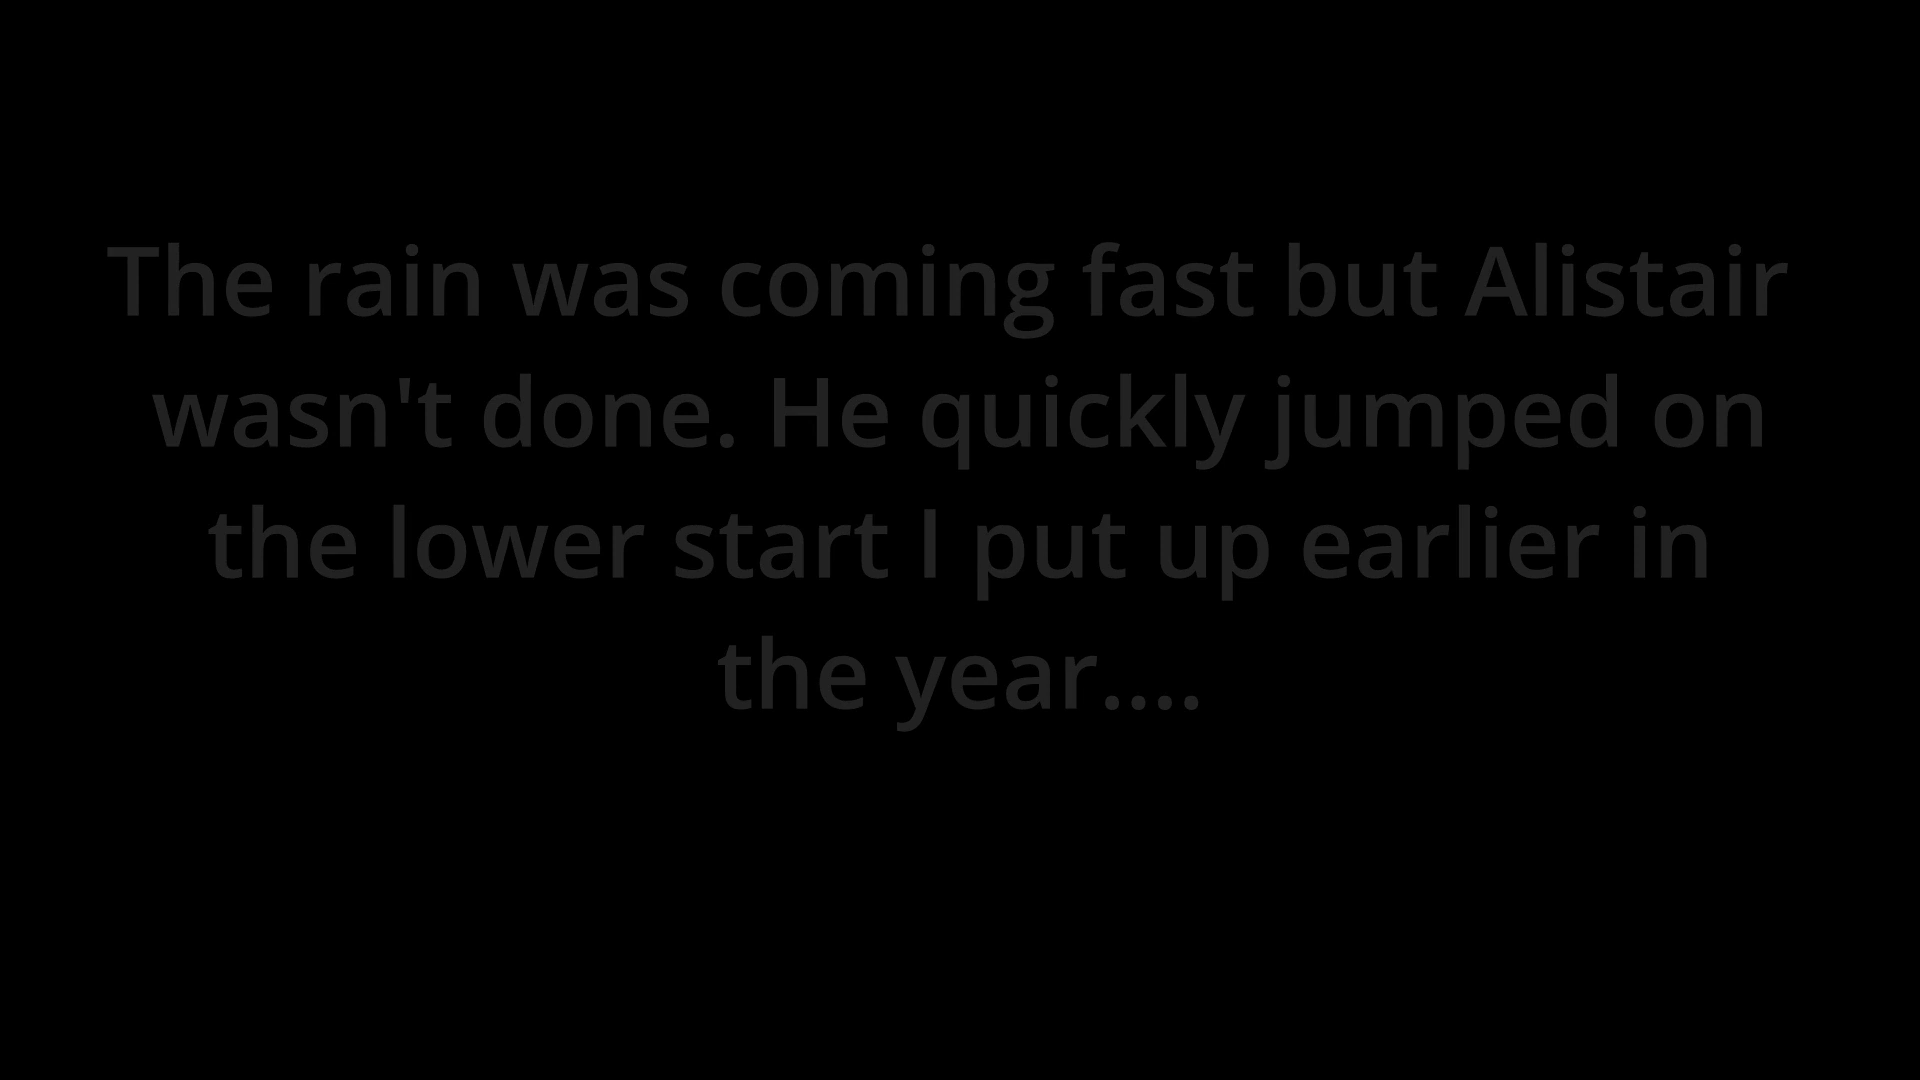 The rain was coming fast but Alistair
wasn't done. He quickly jumped on
the lower start I put up earlier in
the year....